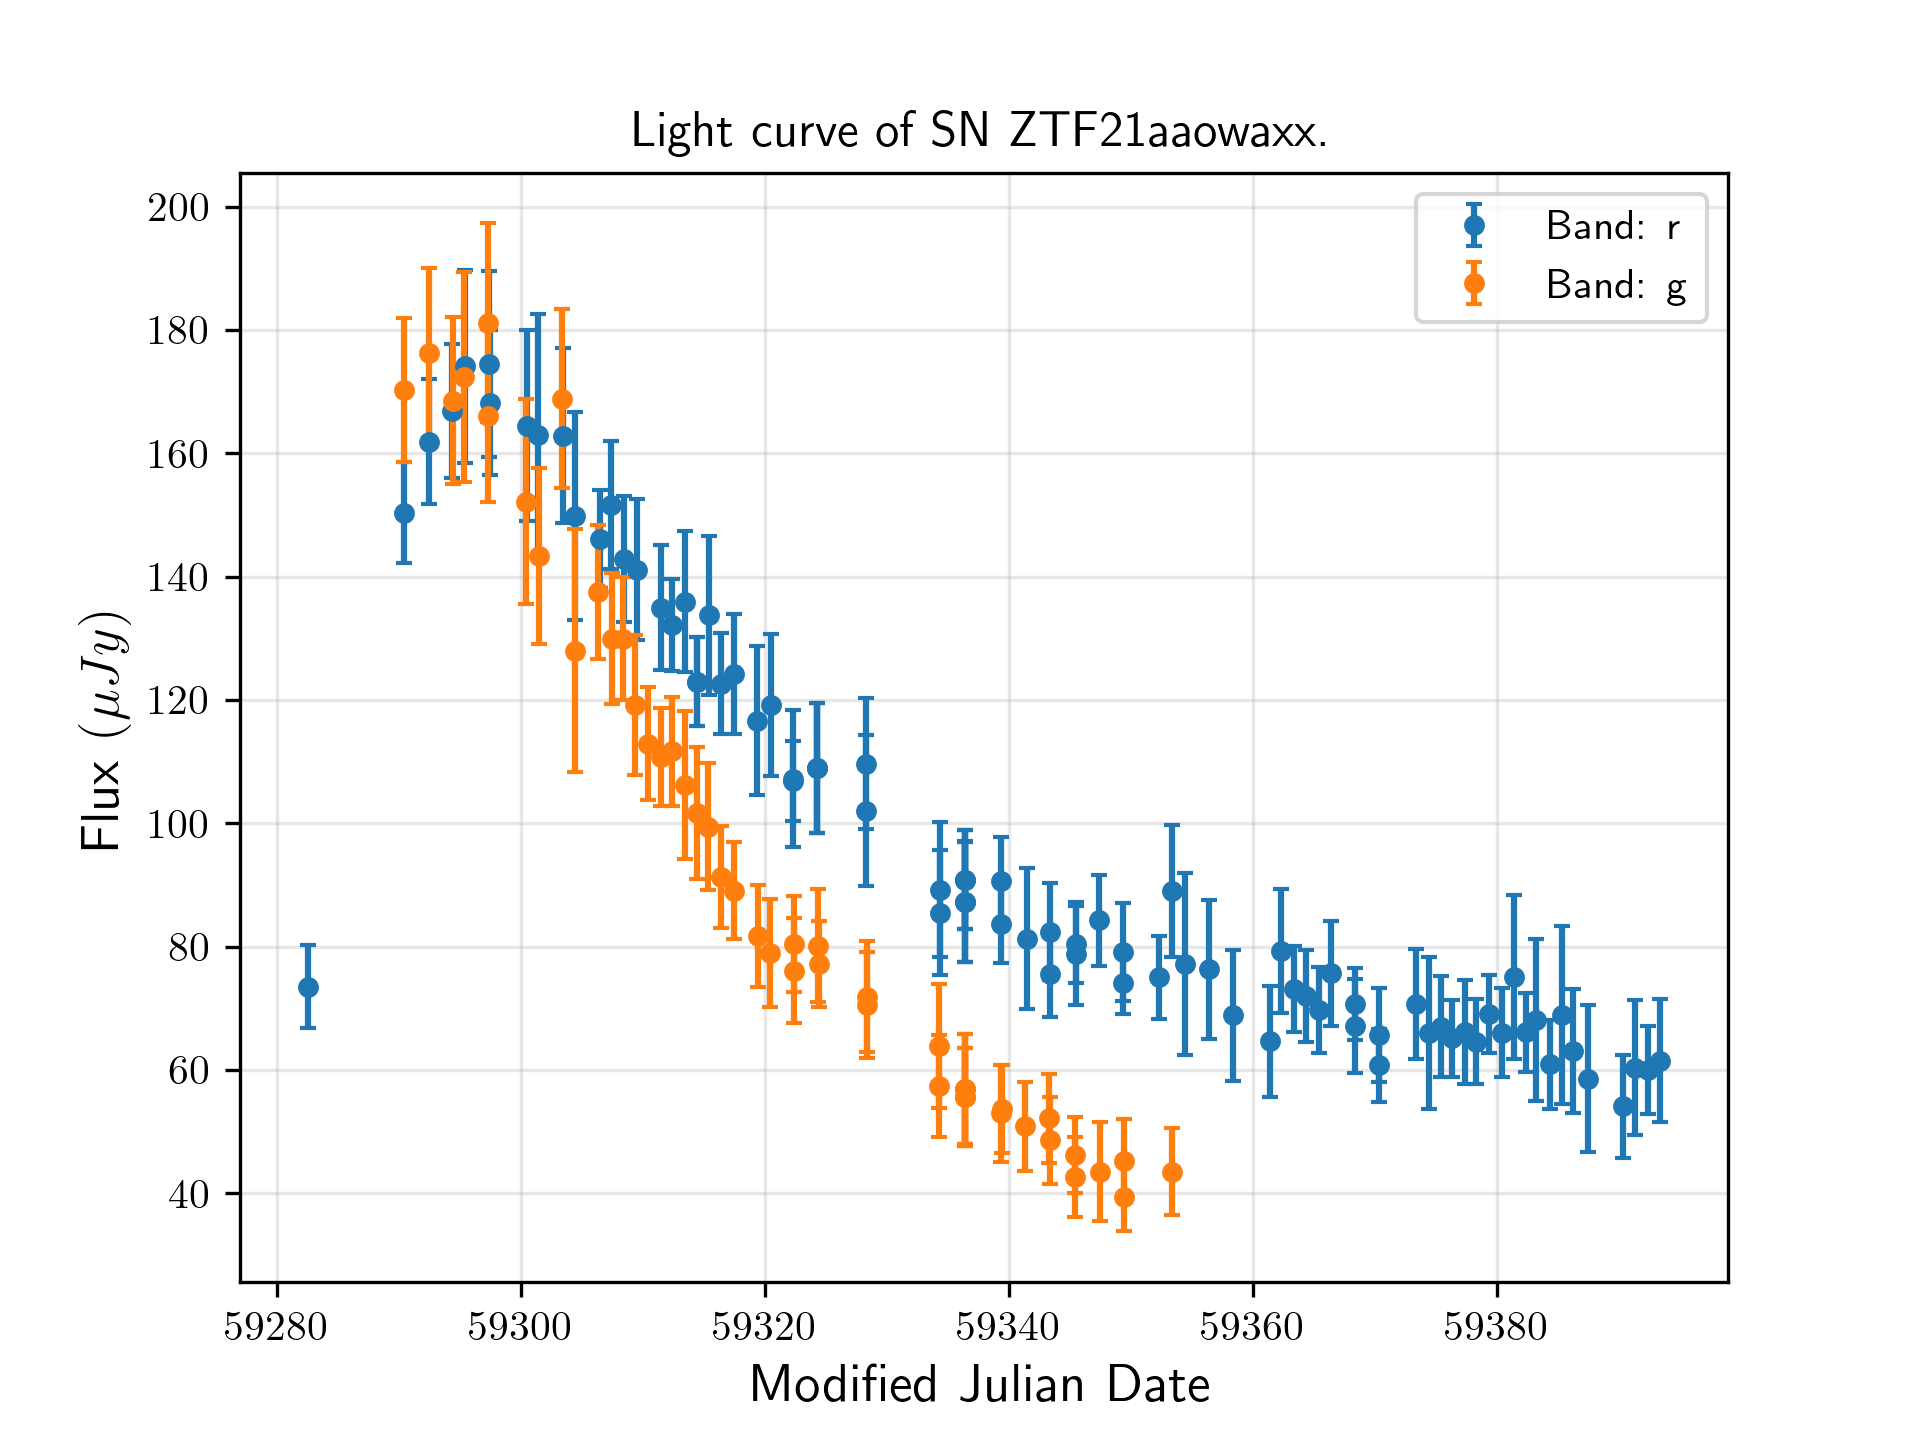 Light curve of SN ZTF21aaowaxx.
Band: r
Band: g
200
180
160
140
120
100
80
60
40
Flux (μJy)
59280 59300 59320 59340 59360 59380
Modified Julian Date